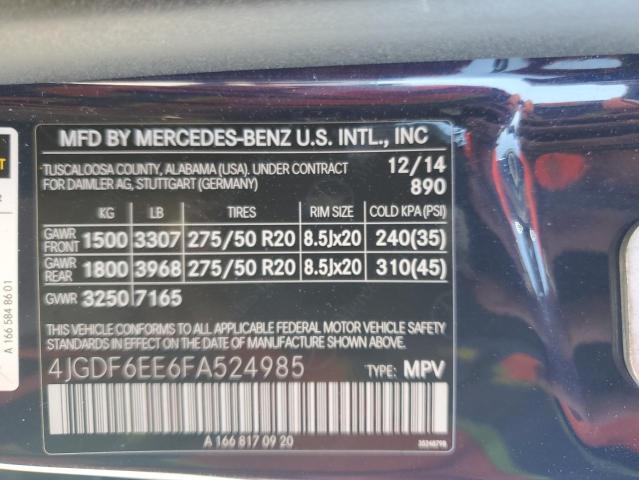 MFD BY MERCEDES-BENZ U.S. INTL., INC
TUSCALOOSA COUNTY, ALABAMA (USA). UNDER CONTRACT 12/14
FOR DAIMLER AG, STUTTGART (GERMANY) 890
KG LB TIRES RIM SIZE COLD KPA(PSI)
GAWR FRONT 1500 3307 275/50 R20 8.5Jx20 240(35)
GAWR REAR 1800 3968 275/50 R20 8.5Jx20 310(45)
GVWR 3250 7165
THIS VEHICLE CONFORMS TO ALL APPLICABLE FEDERAL MOTOR VEHICLE SAFETY
STANDARDS IN EFFECT ON THE DATE OF MANUFACTURE SHOWN ABOVE.
4JGDF6EE6FA524985 TYPE: MPV
A 166 817 09 20
A 166 584 86 01